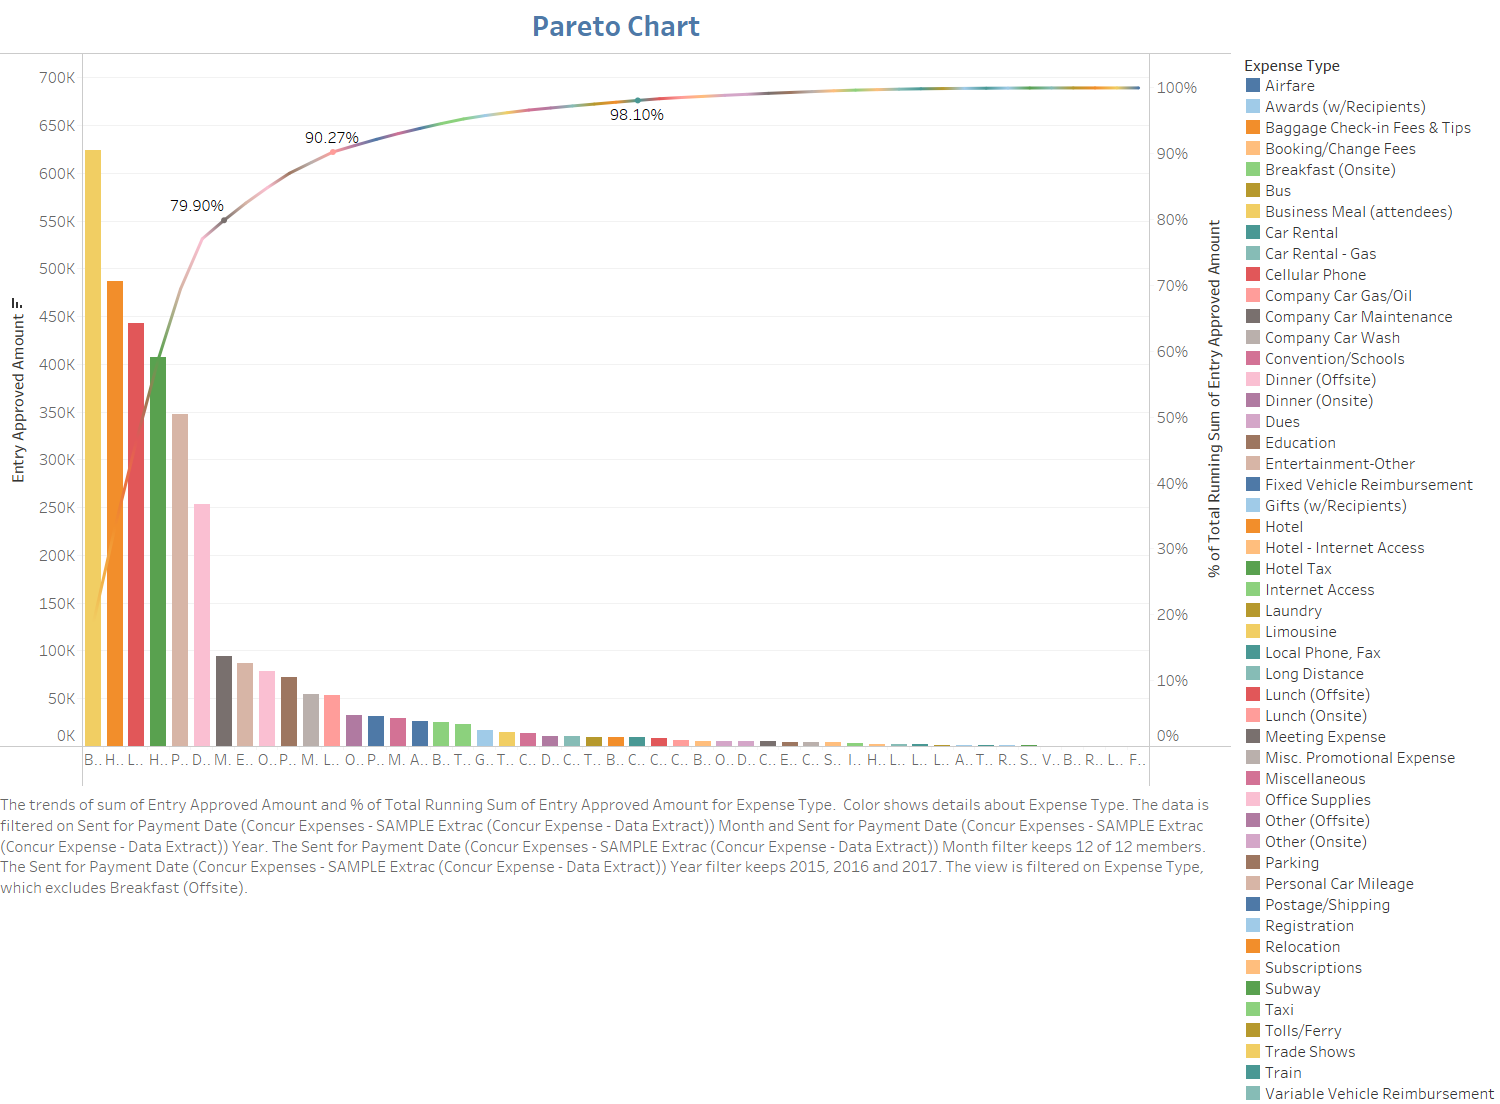 Pareto Chart
700K
650K
600K
550K
500K
450K
400K
350K
300K
250K
200K
150K
100K
50K
0K
Entry Approved Amount
79.90%
90.27%
98.10%
100%
90%
80%
70%
60%
50%
40%
30%
20%
10%
0%
% of Total Running Sum of Entry Approved Amount
B.. H.. L.. H.. P.. D.. M.. E.. O.. P.. M.. L.. O.. P.. M.. A.. B.. T.. G.. T.. C.. D.. C.. T.. B.. C.. C.. C.. B.. O.. D.. C.. E.. C.. S.. I.. H.. L.. L.. L.. A.. T.. R.. S.. V.. B.. R.. L.. F..
The trends of sum of Entry Approved Amount and % of Total Running Sum of Entry Approved Amount for Expense Type.  Color shows details about Expense Type. The data is
filtered on Sent for Payment Date (Concur Expenses - SAMPLE Extrac (Concur Expense - Data Extract)) Month and Sent for Payment Date (Concur Expenses - SAMPLE Extrac
(Concur Expense - Data Extract)) Year. The Sent for Payment Date (Concur Expenses - SAMPLE Extrac (Concur Expense - Data Extract)) Month filter keeps 12 of 12 members.
The Sent for Payment Date (Concur Expenses - SAMPLE Extrac (Concur Expense - Data Extract)) Year filter keeps 2015, 2016 and 2017. The view is filtered on Expense Type,
which excludes Breakfast (Offsite).
Expense Type
Airfare
Awards (w/Recipients)
Baggage Check-in Fees & Tips
Booking/Change Fees
Breakfast (Onsite)
Bus
Business Meal (attendees)
Car Rental
Car Rental - Gas
Cellular Phone
Company Car Gas/Oil
Company Car Maintenance
Company Car Wash
Convention/Schools
Dinner (Offsite)
Dinner (Onsite)
Dues
Education
Entertainment-Other
Fixed Vehicle Reimbursement
Gifts (w/Recipients)
Hotel
Hotel - Internet Access
Hotel Tax
Internet Access
Laundry
Limousine
Local Phone, Fax
Long Distance
Lunch (Offsite)
Lunch (Onsite)
Meeting Expense
Misc. Promotional Expense
Miscellaneous
Office Supplies
Other (Offsite)
Other (Onsite)
Parking
Personal Car Mileage
Postage/Shipping
Registration
Relocation
Subscriptions
Subway
Taxi
Tolls/Ferry
Trade Shows
Train
Variable Vehicle Reimbursement